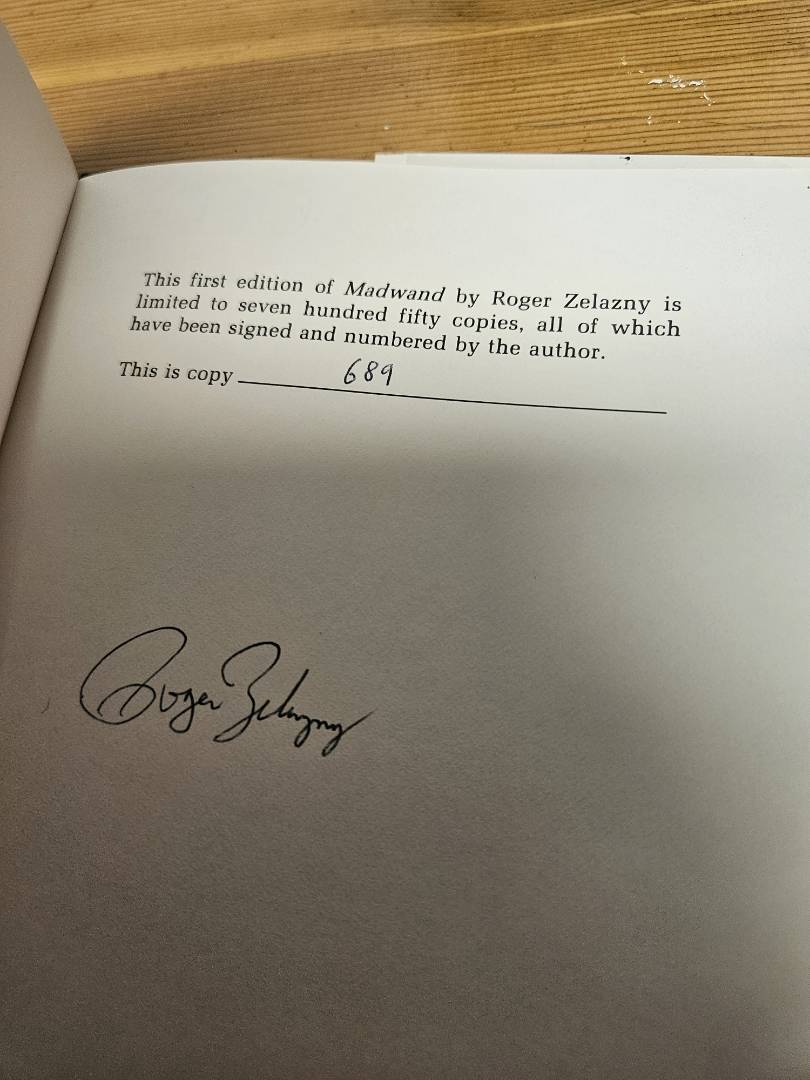 This first edition of Madwand by Roger Zelazny is
limited to seven hundred fifty copies, all of which
have been signed and numbered by the author.
This is copy 689
Roger Zelazny